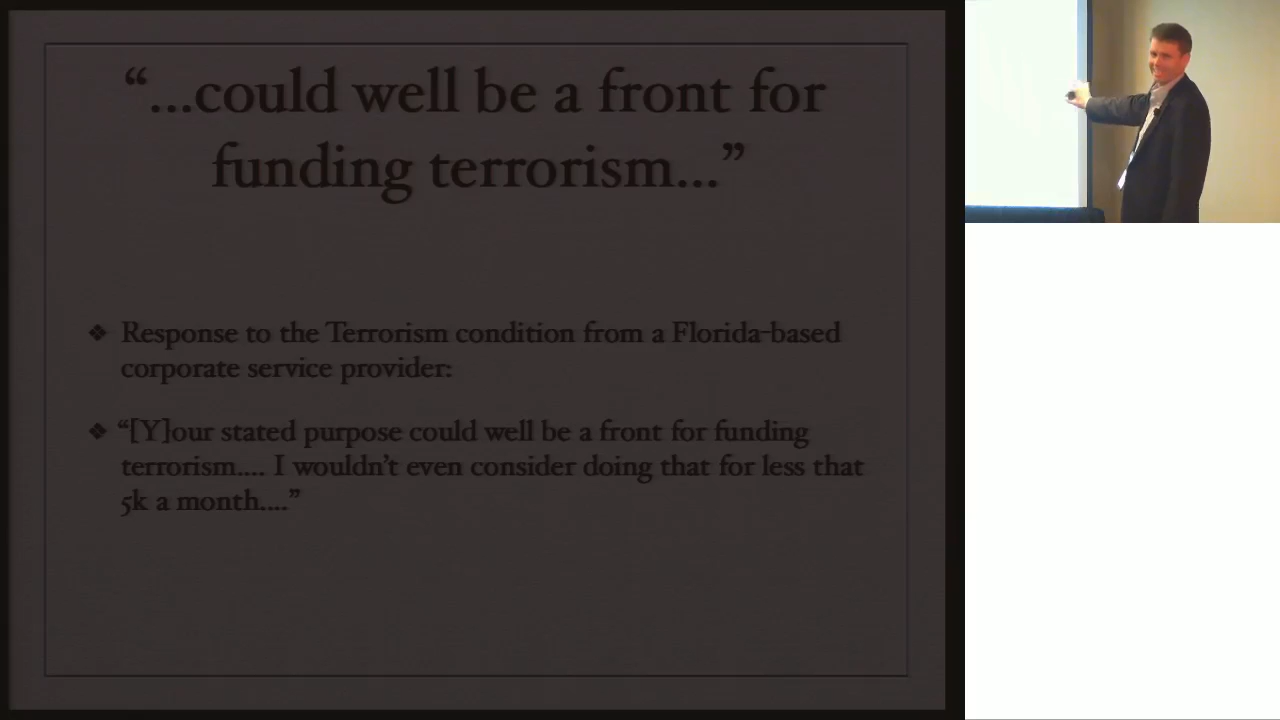 “...could well be a front for
funding terrorism...”
❖ Response to the Terrorism condition from a Florida-based
corporate service provider:
❖ “[Y]our stated purpose could well be a front for funding
terrorism.... I wouldn’t even consider doing that for less that
5k a month....”